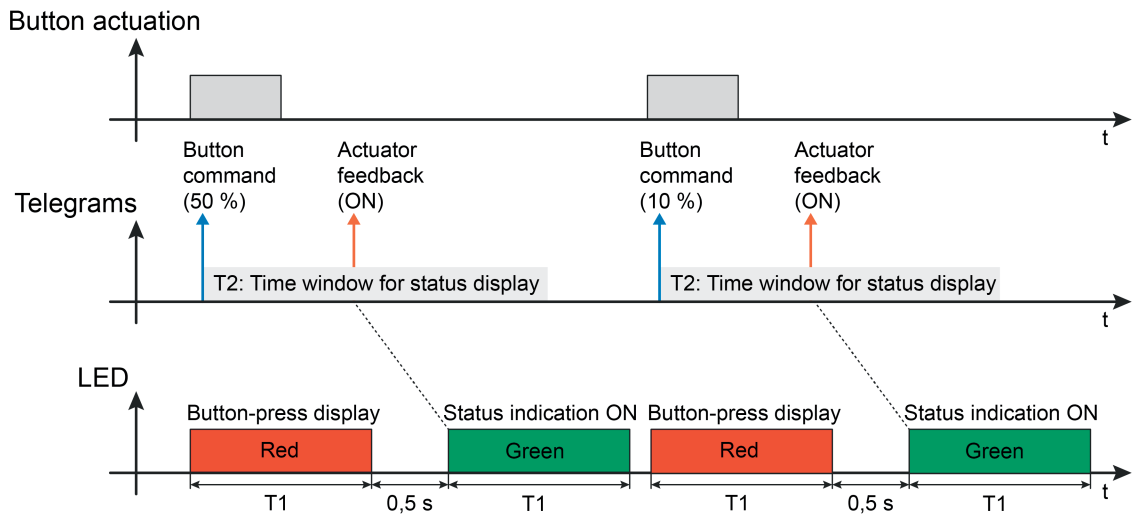 Button actuation
t
Button
command
(50 %)
Actuator
feedback
(ON)
Button
command
(10 %)
Actuator
feedback
(ON)
Telegrams
T2: Time window for status display
T2: Time window for status display
t
LED
Button-press display
Status indication ON
Button-press display
Status indication ON
Red
Green
Red
Green
t
T1
0,5 s
T1
T1
0,5 s
T1